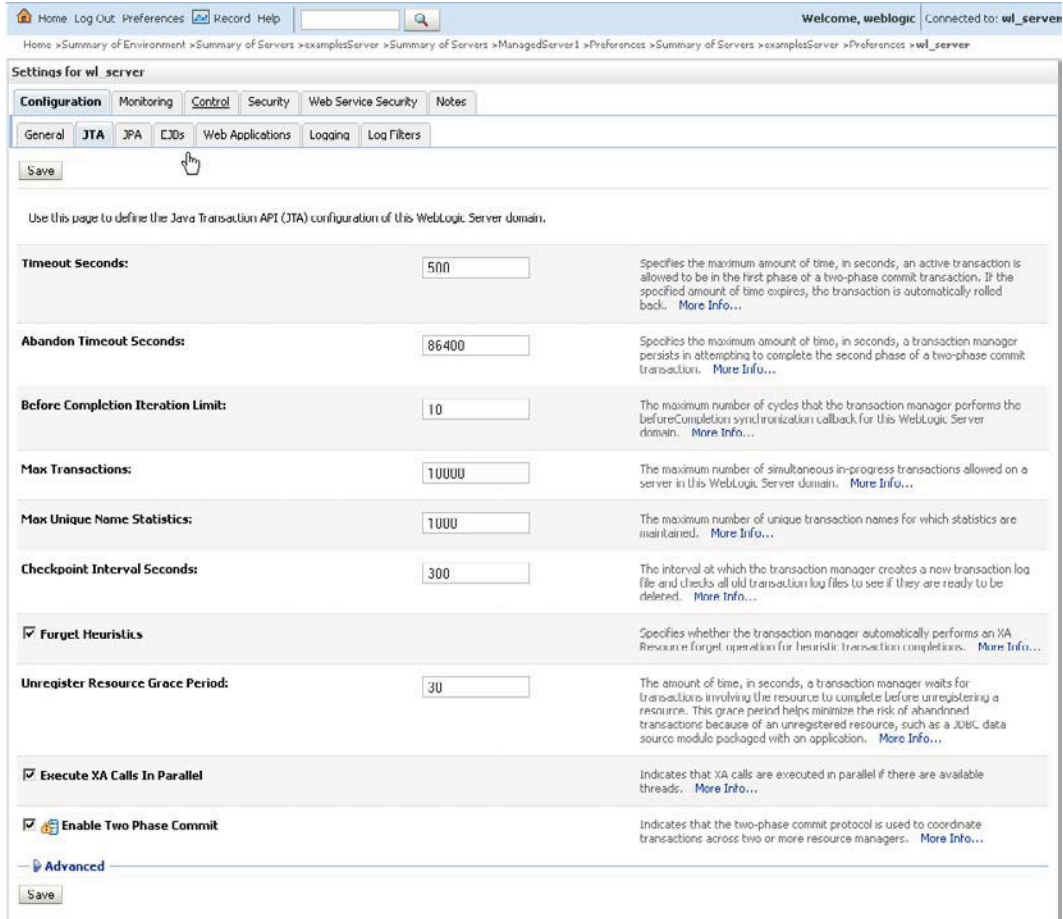 Home Log Out Preferences Record Help
Welcome, weblogic Connected to: wl_server
Home >Summary of Environment >Summary of Servers >examplesServer >Summary of Servers >ManagedServer1 >Preferences >Summary of Servers >examplesServer >Preferences >wl_server
Settings for wl_server
Configuration Monitoring Control Security Web Service Security Notes
General JTA JPA EJBs Web Applications Logging Log Filters
Save
Use this page to define the Java Transaction API (JTA) configuration of this WebLogic Server domain.
Timeout Seconds: 500 Specifies the maximum amount of time, in seconds, an active transaction is
allowed to be in the first phase of a two-phase commit transaction. If the
specified amount of time expires, the transaction is automatically rolled
back. More Info...
Abandon Timeout Seconds: 86400 Specifies the maximum amount of time, in seconds, a transaction manager
persists in attempting to complete the second phase of a two-phase commit
transaction. More Info...
Before Completion Iteration Limit: 10 The maximum number of cycles that the transaction manager performs the
beforeCompletion synchronization callback for this WebLogic Server
domain. More Info...
Max Transactions: 10000 The maximum number of simultaneous in-progress transactions allowed on a
server in this WebLogic Server domain. More Info...
Max Unique Name Statistics: 1000 The maximum number of unique transaction names for which statistics are
maintained. More Info...
Checkpoint Interval Seconds: 300 The interval at which the transaction manager creates a new transaction log
file and checks all old transaction log files to see if they are ready to be
deleted. More Info...
Forget Heuristics Specifies whether the transaction manager automatically performs an XA
Resource forget operation for heuristic transaction completions. More Info...
Unregister Resource Grace Period: 30 The amount of time, in seconds, a transaction manager waits for
transactions involving the resource to complete before unregistering a
resource. This grace period helps minimize the risk of abandoned
transactions because of an unregistered resource, such as a JDBC data
source module packaged with an application. More Info...
Execute XA Calls In Parallel Indicates that XA calls are executed in parallel if there are available
threads. More Info...
Enable Two Phase Commit Indicates that the two-phase commit protocol is used to coordinate
transactions across two or more resource managers. More Info...
Advanced
Save